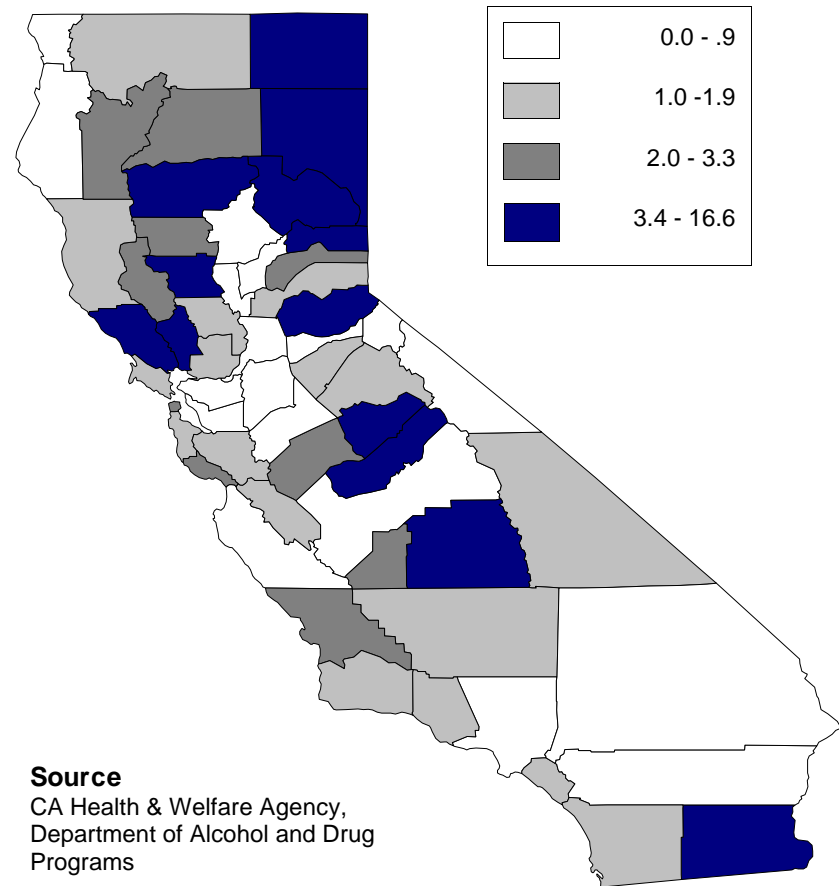 0.0 - .9
1.0 -1.9
2.0 - 3.3
3.4 - 16.6
Source
CA Health & Welfare Agency,
Department of Alcohol and Drug
Programs